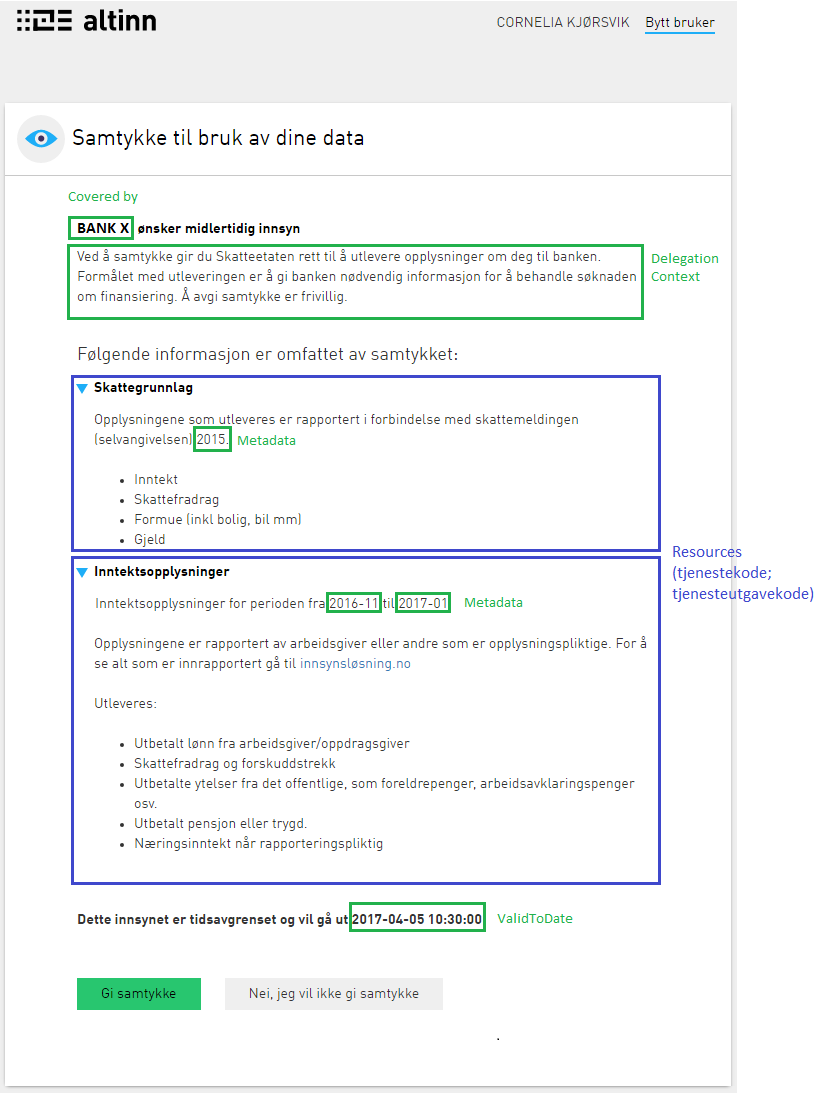 altinn
CORNELIA KJØRSVIK Bytt bruker
Samtykke til bruk av dine data
Covered by
BANK X ønsker midlertidig innsyn
Ved å samtykke gir du Skatteetaten rett til å utlevere opplysninger om deg til banken.
Formålet med utleveringen er å gi banken nødvendig informasjon for å behandle søknaden
om finansiering. Å avgi samtykke er frivillig.
Delegation
Context
Følgende informasjon er omfattet av samtykket:
Skattegrunnlag
Opplysningene som utleveres er rapportert i forbindelse med skattemeldingen
(selvangivelsen) 2015. Metadata
• Inntekt
• Skattefradrag
• Formue (inkl bolig, bil mm)
• Gjeld
Resources
(tjenestekode;
tjenesteutgavekode)
Inntektsopplysninger
Inntektsopplysninger for perioden fra 2016-11 til 2017-01 Metadata
Opplysningene er rapportert av arbeidsgiver eller andre som er opplysningspliktige. For å
se alt som er innrapportert gå til innsynsløsning.no
Utleveres:
• Utbetalt lønn fra arbeidsgiver/oppdragsgiver
• Skattefradrag og forskuddstrekk
• Utbetalte ytelser fra det offentlige, som foreldrepenger, arbeidsavklaringspenger
osv.
• Utbetalt pensjon eller trygd.
• Næringsinntekt når rapporteringspliktig
Dette innsynet er tidsavgrenset og vil gå ut 2017-04-05 10:30:00 ValidToDate
Gi samtykke Nei, jeg vil ikke gi samtykke
.